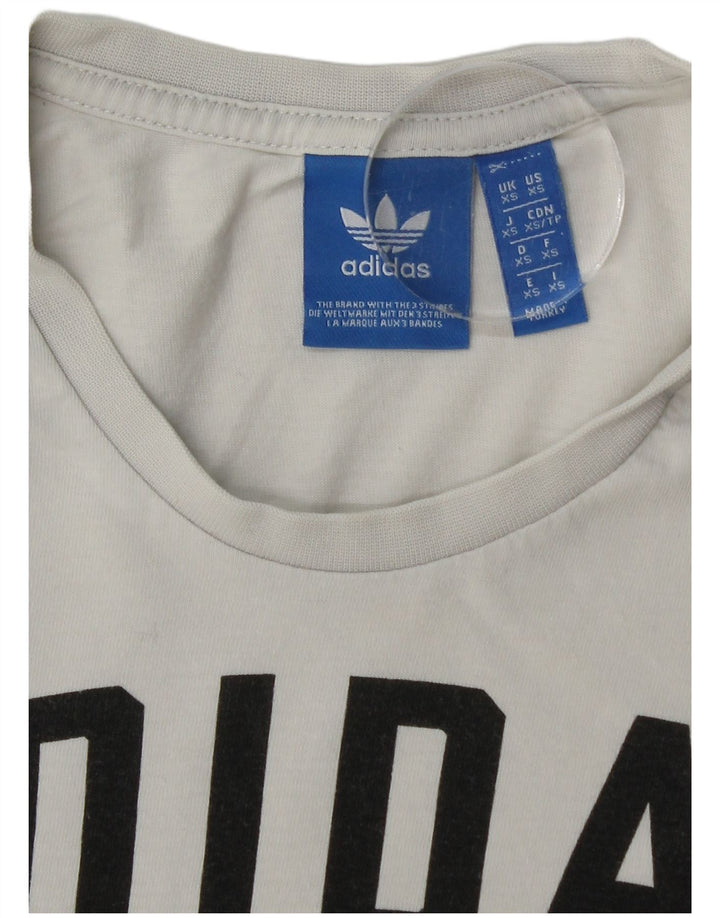 adidas
THE BRAND WITH THE 3 STRIPES
DIE WELTMARKE MIT DEN 3 STREIFEN
LA MARQUE AUX 3 BANDES
UK US
XS XS
J CDN
XS XS/TP
D F
XS XS
E I
XS XS
MADE IN
TURKEY
DIDA